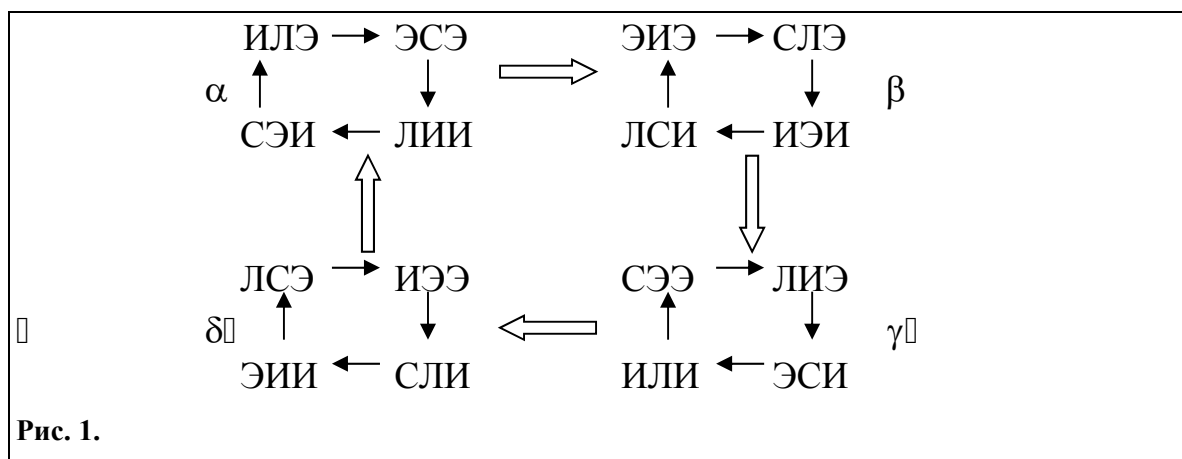 ИЛЭ ЭСЭ ЭИЭ СЛЭ
α β
СЭИ ЛИИ ЛСИ ИЭИ
ЛСЭ ИЭЭ СЭЭ ЛИЭ
δ γ
ЭИИ СЛИ ИЛИ ЭСИ
Рис. 1.